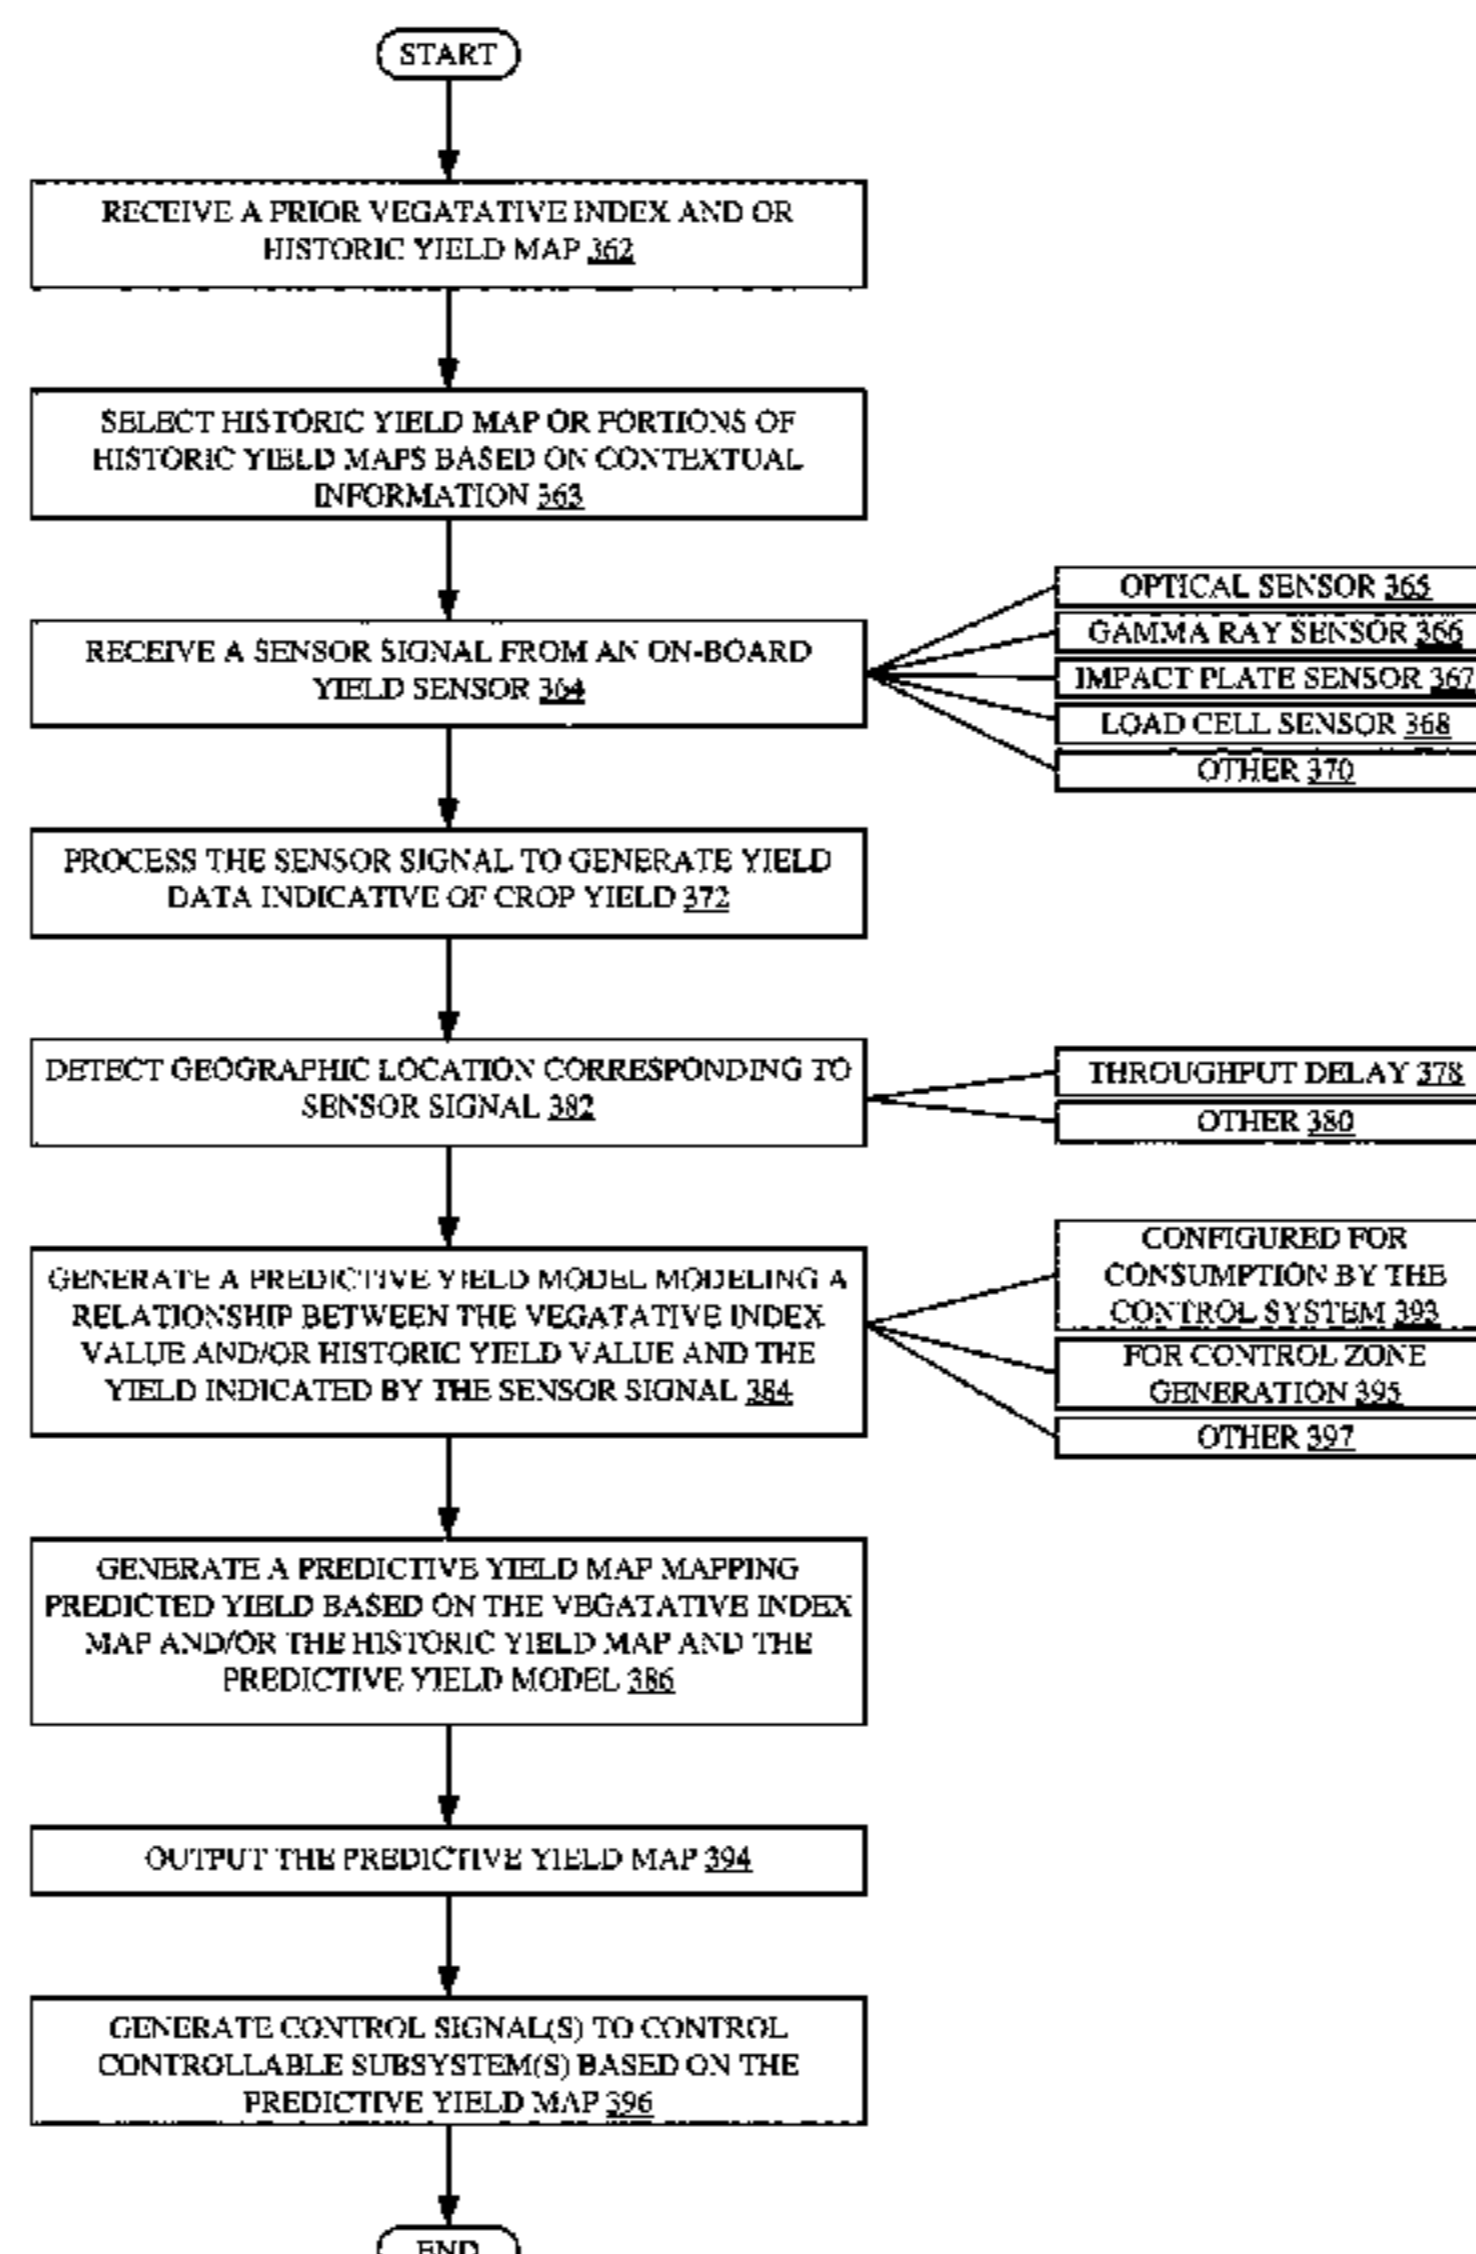 START
RECEIVE A PRIOR VEGATATIVE INDEX AND OR
HISTORIC YIELD MAP 362
SELECT HISTORIC YIELD MAP OR PORTIONS OF
HISTORIC YIELD MAPS BASED ON CONTEXTUAL
INFORMATION 363
RECEIVE A SENSOR SIGNAL FROM AN ON-BOARD
YIELD SENSOR 364
OPTICAL SENSOR 365
GAMMA RAY SENSOR 366
IMPACT PLATE SENSOR 367
LOAD CELL SENSOR 368
OTHER 370
PROCESS THE SENSOR SIGNAL TO GENERATE YIELD
DATA INDICATIVE OF CROP YIELD 372
DETECT GEOGRAPHIC LOCATION CORRESPONDING TO
SENSOR SIGNAL 382
THROUGHPUT DELAY 378
OTHER 380
GENERATE A PREDICTIVE YIELD MODEL MODELING A
RELATIONSHIP BETWEEN THE VEGATATIVE INDEX
VALUE AND/OR HISTORIC YIELD VALUE AND THE
YIELD INDICATED BY THE SENSOR SIGNAL 384
CONFIGURED FOR
CONSUMPTION BY THE
CONTROL SYSTEM 393
FOR CONTROL ZONE
GENERATION 395
OTHER 397
GENERATE A PREDICTIVE YIELD MAP MAPPING
PREDICTED YIELD BASED ON THE VEGATATIVE INDEX
MAP AND/OR THE HISTORIC YIELD MAP AND THE
PREDICTIVE YIELD MODEL 386
OUTPUT THE PREDICTIVE YIELD MAP 394
GENERATE CONTROL SIGNAL(S) TO CONTROL
CONTROLLABLE SUBSYSTEM(S) BASED ON THE
PREDICTIVE YIELD MAP 396
END